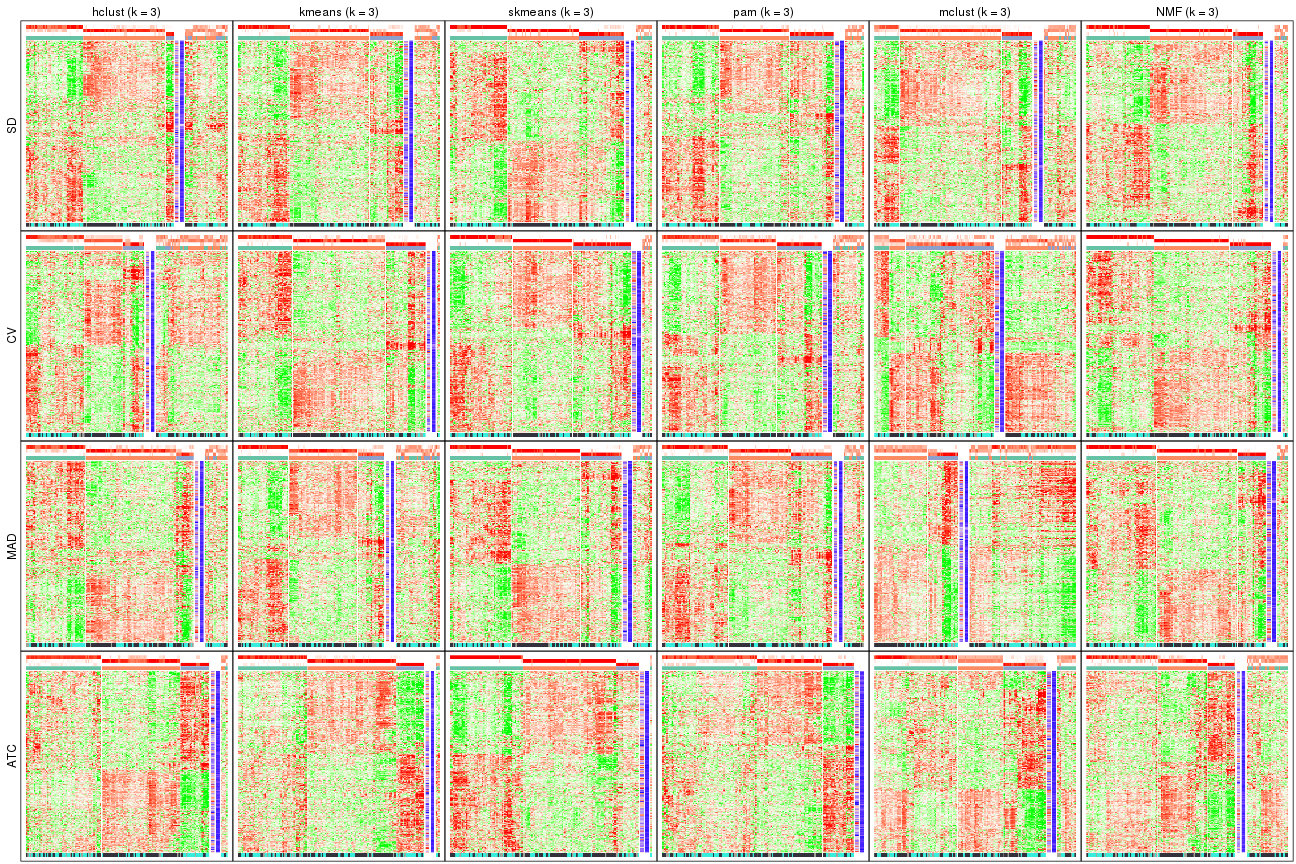 hclust (k = 3) kmeans (k = 3) skmeans (k = 3) pam (k = 3) mclust (k = 3) NMF (k = 3)
SD
CV
MAD
ATC